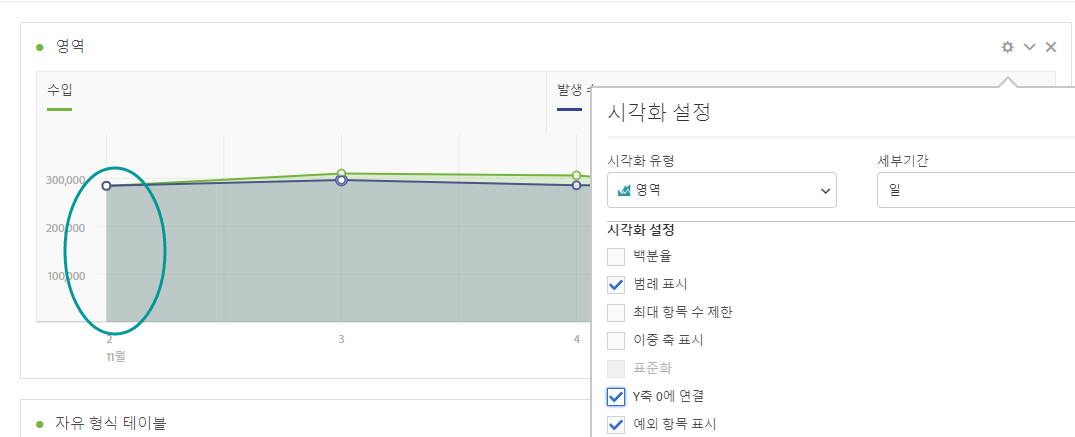 영역
수입
발생
300,000
200,000
100,000
2
3
4
11월
시각화 설정
시각화 유형
세부기간
영역
일
시각화 설정
백분율
범례 표시
최대 항목 수 제한
이중 축 표시
표준화
Y축 0에 연결
예외 항목 표시
자유 형식 테이블